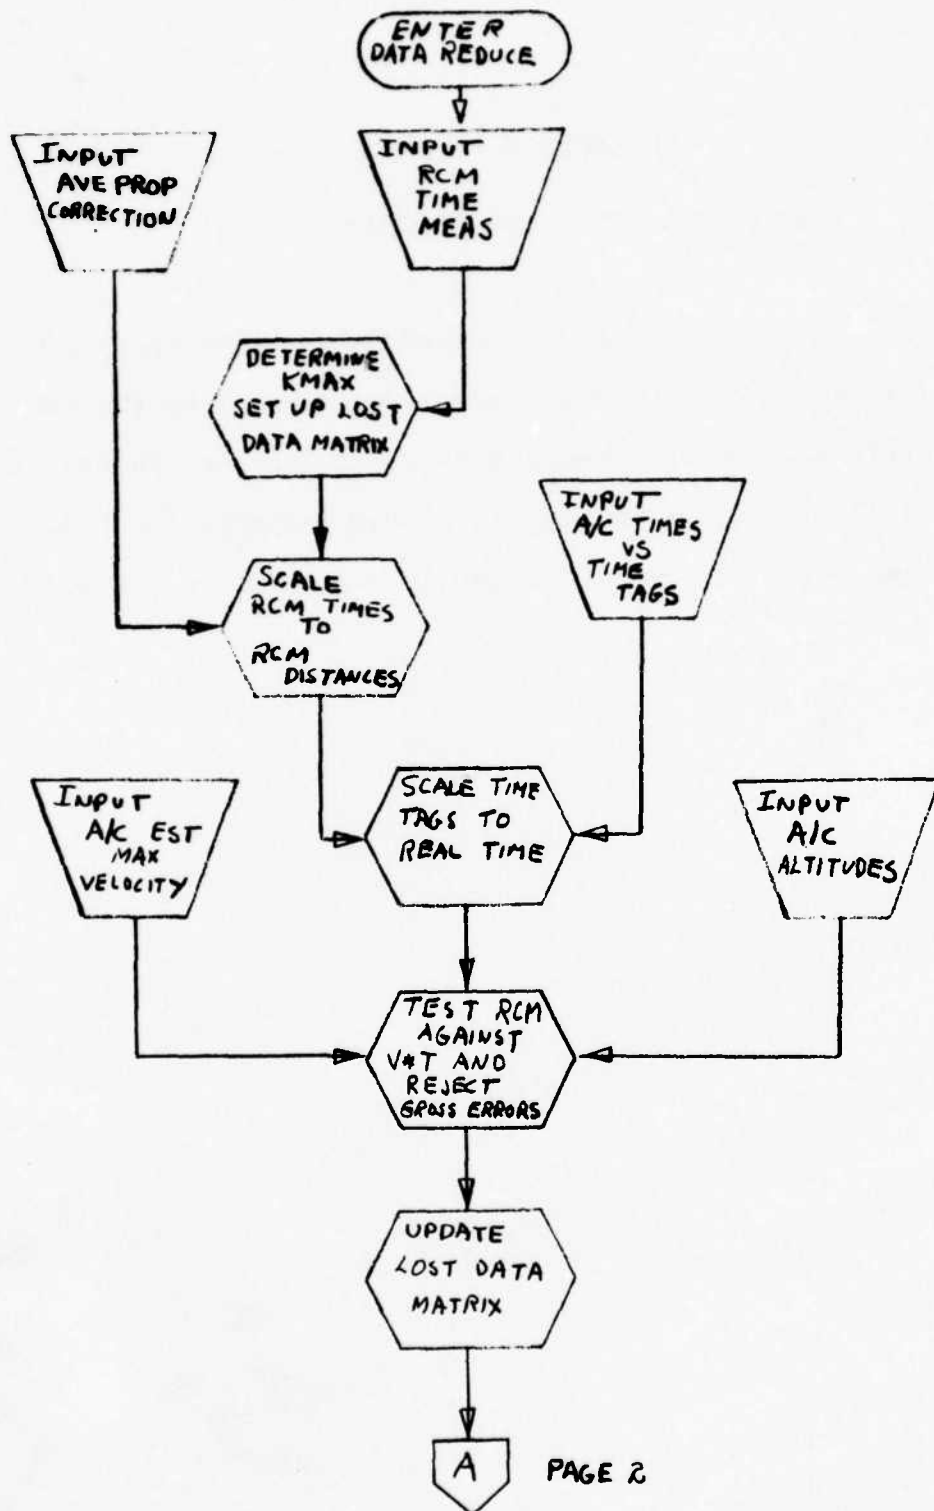 ENTER
DATA REDUCE
INPUT
AVE PROP
CORRECTION
INPUT
RCM
TIME
MEAS
DETERMINE
KMAX
SET UP LOST
DATA MATRIX
INPUT
A/C TIMES
VS
TIME
TAGS
SCALE
RCM TIMES
TO
RCM
DISTANCES
INPUT
A/C EST
MAX
VELOCITY
SCALE TIME
TAGS TO
REAL TIME
INPUT
A/C
ALTITUDES
TEST RCM
AGAINST
V*T AND
REJECT
GROSS ERRORS
UPDATE
LOST DATA
MATRIX
A
PAGE 2